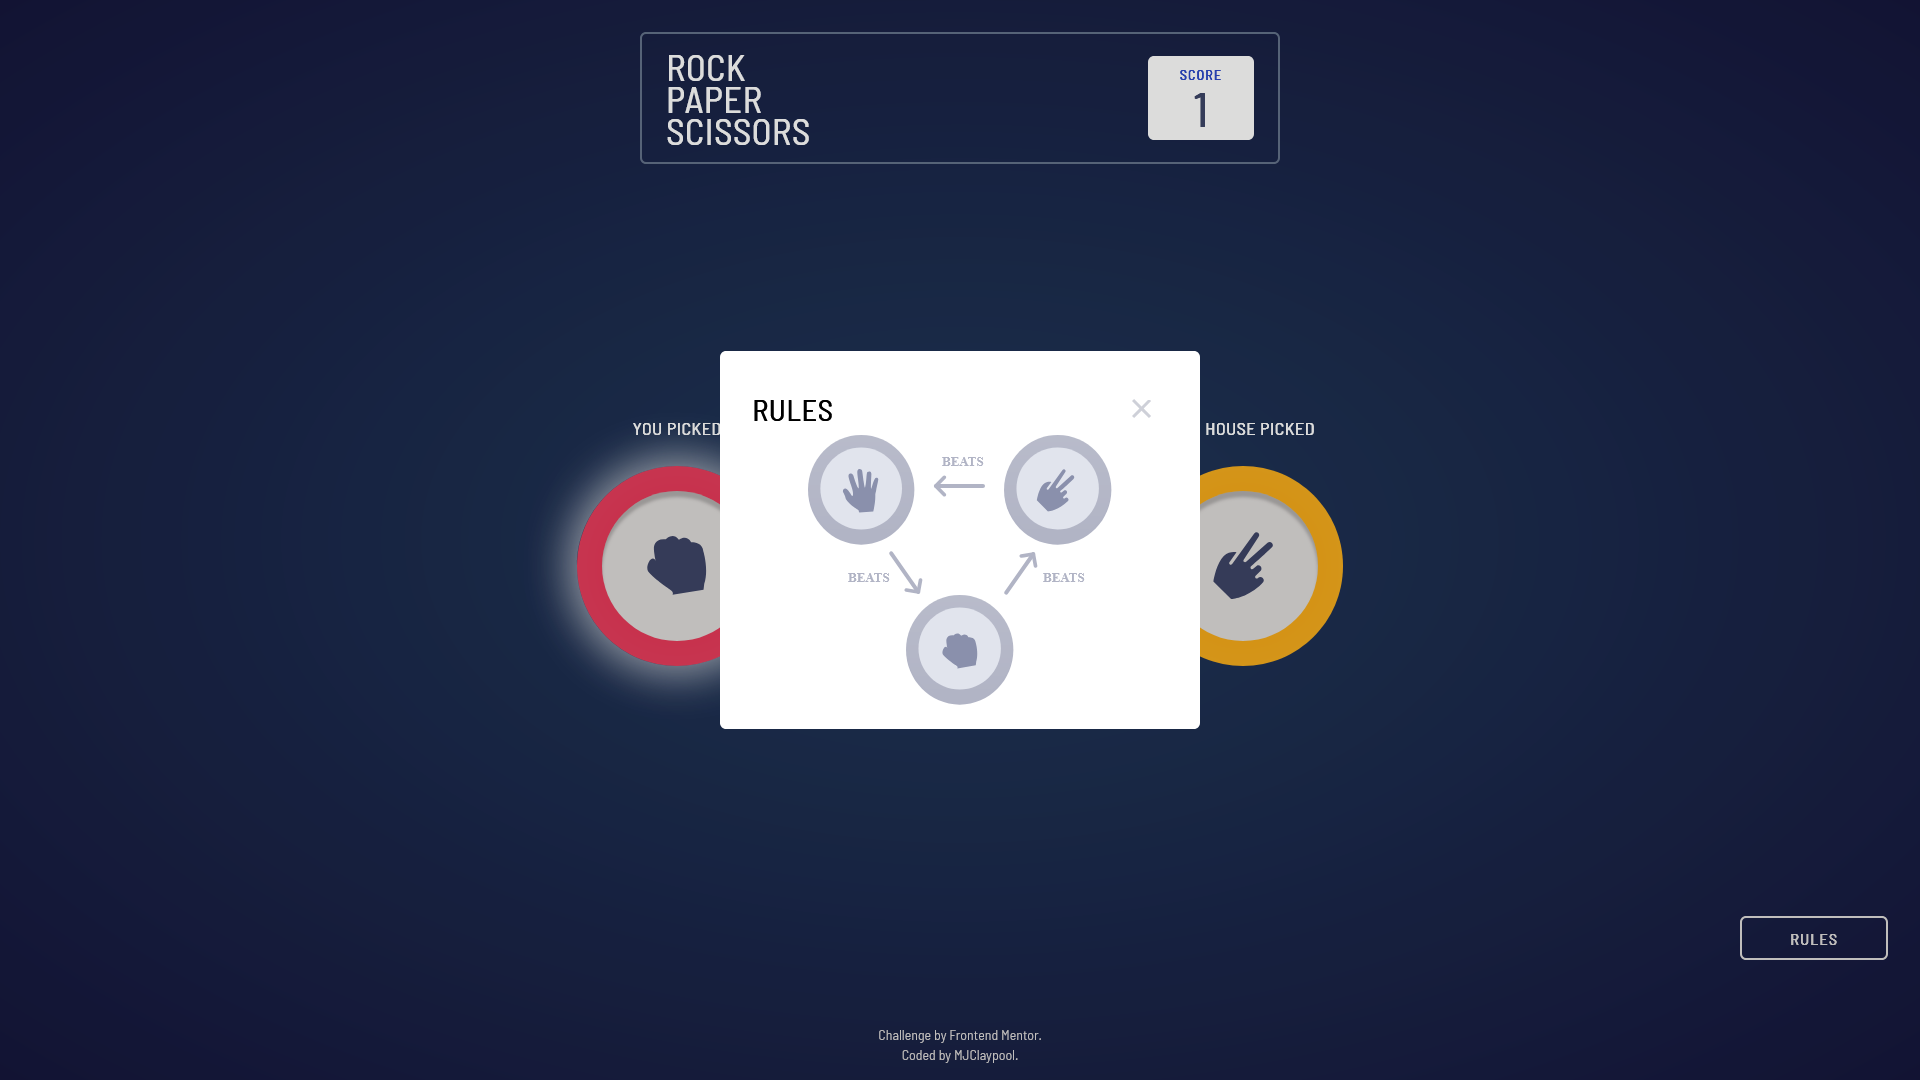 ROCK
PAPER
SCISSORS
SCORE
1
RULES
YOU PICKED
HOUSE PICKED
BEATS
BEATS
BEATS
RULES
Challenge by Frontend Mentor.
Coded by MJClaypool.